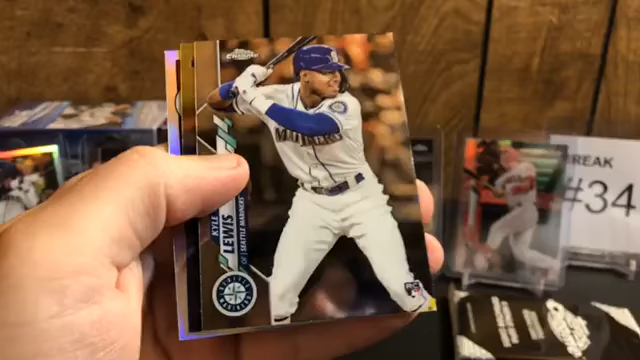 Chrome
MARINERS
KYLE
LEWIS
OF | SEATTLE MARINERS
BREAK
#34